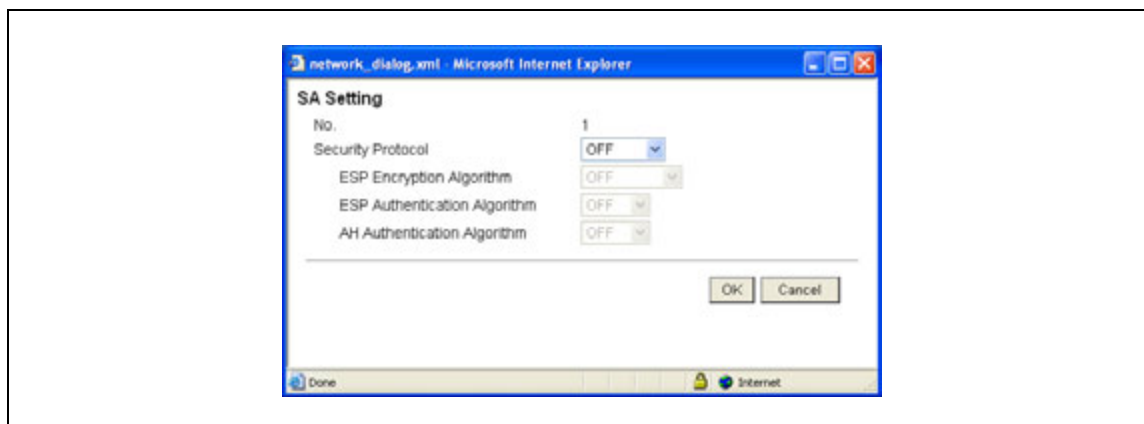 network_dialog.xml - Microsoft Internet Explorer
SA Setting
No. 1
Security Protocol OFF
ESP Encryption Algorithm OFF
ESP Authentication Algorithm OFF
AH Authentication Algorithm OFF
OK Cancel
Done Internet